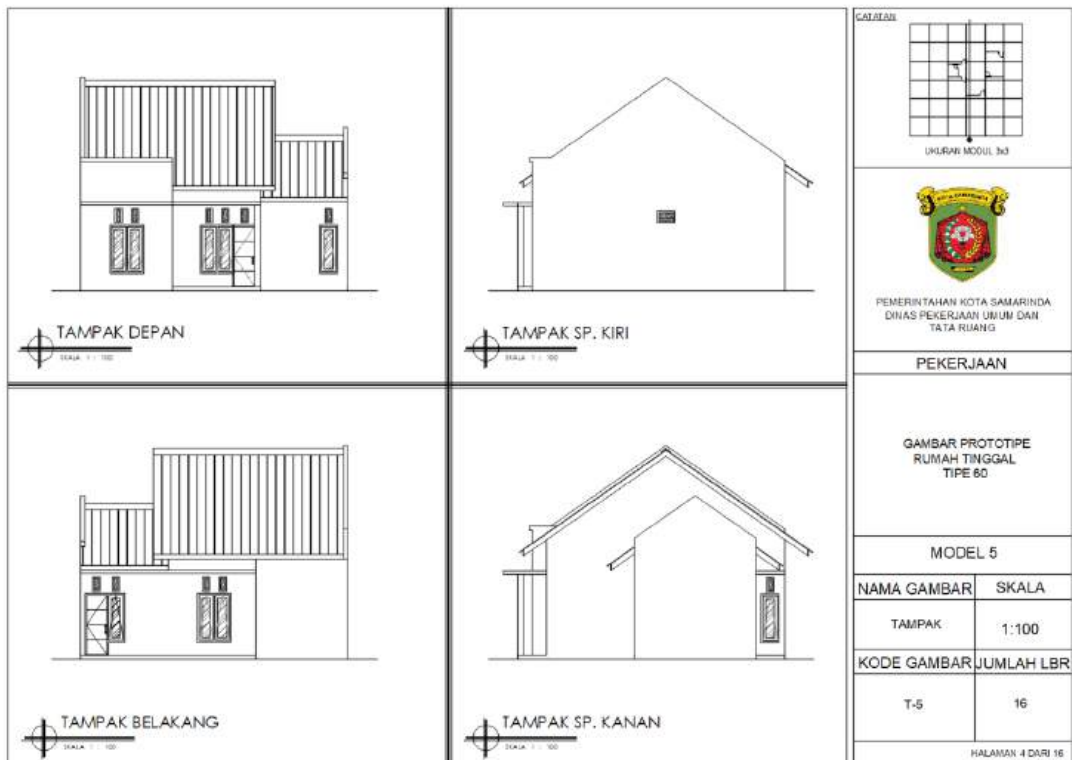 TAMPAK DEPAN
SKALA 1 : 100
TAMPAK SP. KIRI
SKALA 1 : 100
TAMPAK BELAKANG
SKALA 1 : 100
TAMPAK SP. KANAN
SKALA 1 : 100
CATATAN
UKURAN MODUL 3x3
KOTA SAMARINDA
PEMERINTAHAN KOTA SAMARINDA
DINAS PEKERJAAN UMUM DAN
TATA RUANG
PEKERJAAN
GAMBAR PROTOTIPE
RUMAH TINGGAL
TIPE 60
MODEL 5
NAMA GAMBAR SKALA
TAMPAK 1:100
KODE GAMBAR JUMLAH LBR
T-5 16
HALAMAN 4 DARI 16